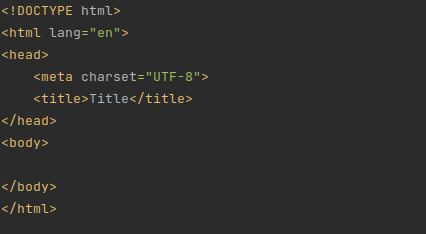 <!DOCTYPE html>
<html lang="en">
<head>
    <meta charset="UTF-8">
    <title>Title</title>
</head>
<body>

</body>
</html>